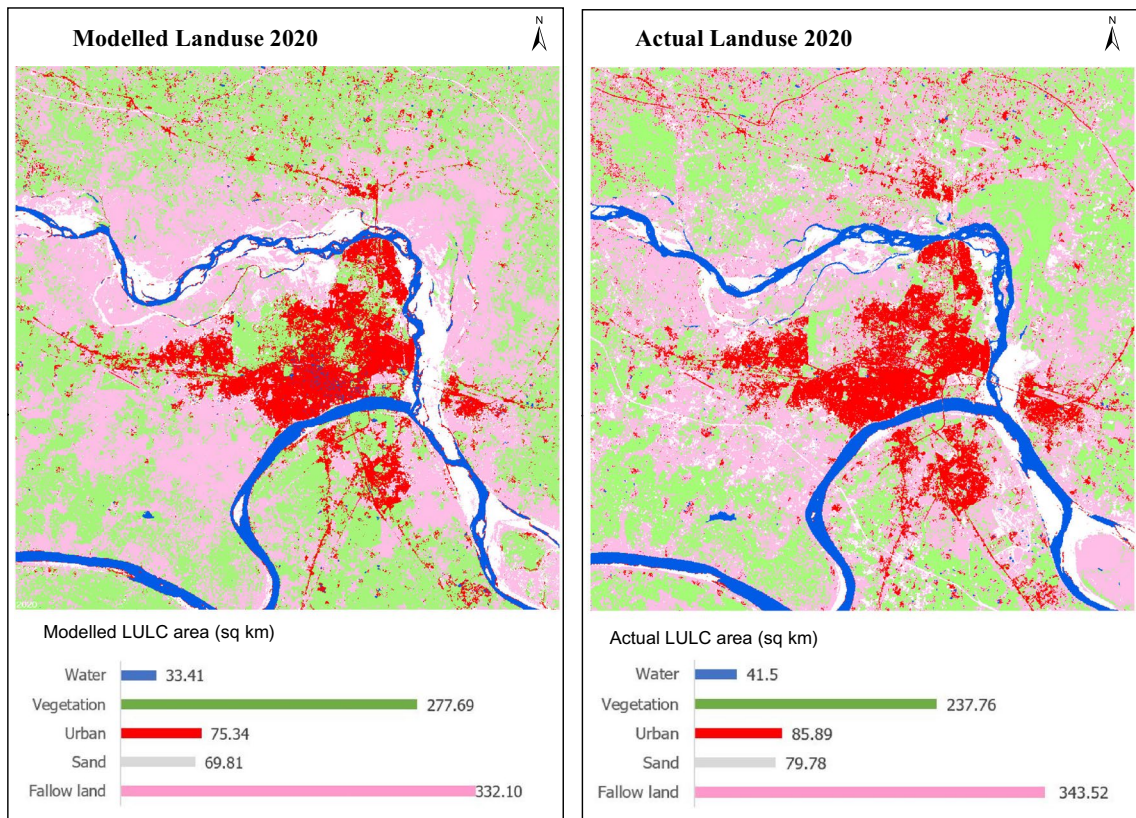 Modelled Landuse 2020
N
2020
Modelled LULC area (sq km)
Water 33.41
Vegetation 277.69
Urban 75.34
Sand 69.81
Fallow land 332.10
Actual Landuse 2020
N
Actual LULC area (sq km)
Water 41.5
Vegetation 237.76
Urban 85.89
Sand 79.78
Fallow land 343.52